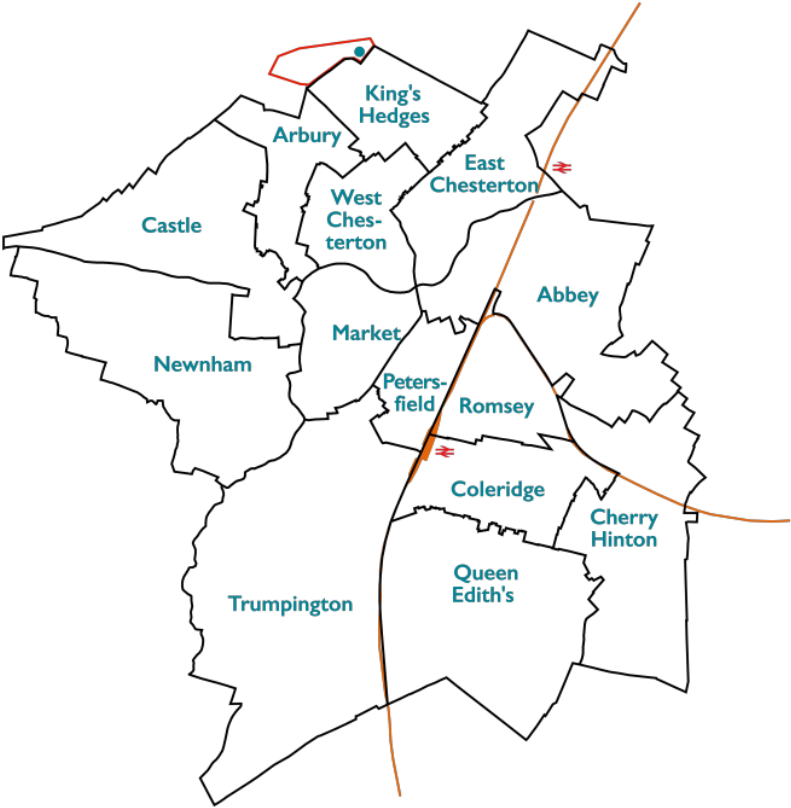 King's
Hedges
Arbury
East
Chesterton
West
Ches-
terton
Castle
Abbey
Market
Newnham
Peters-
field
Romsey
Coleridge
Cherry
Hinton
Queen
Edith's
Trumpington